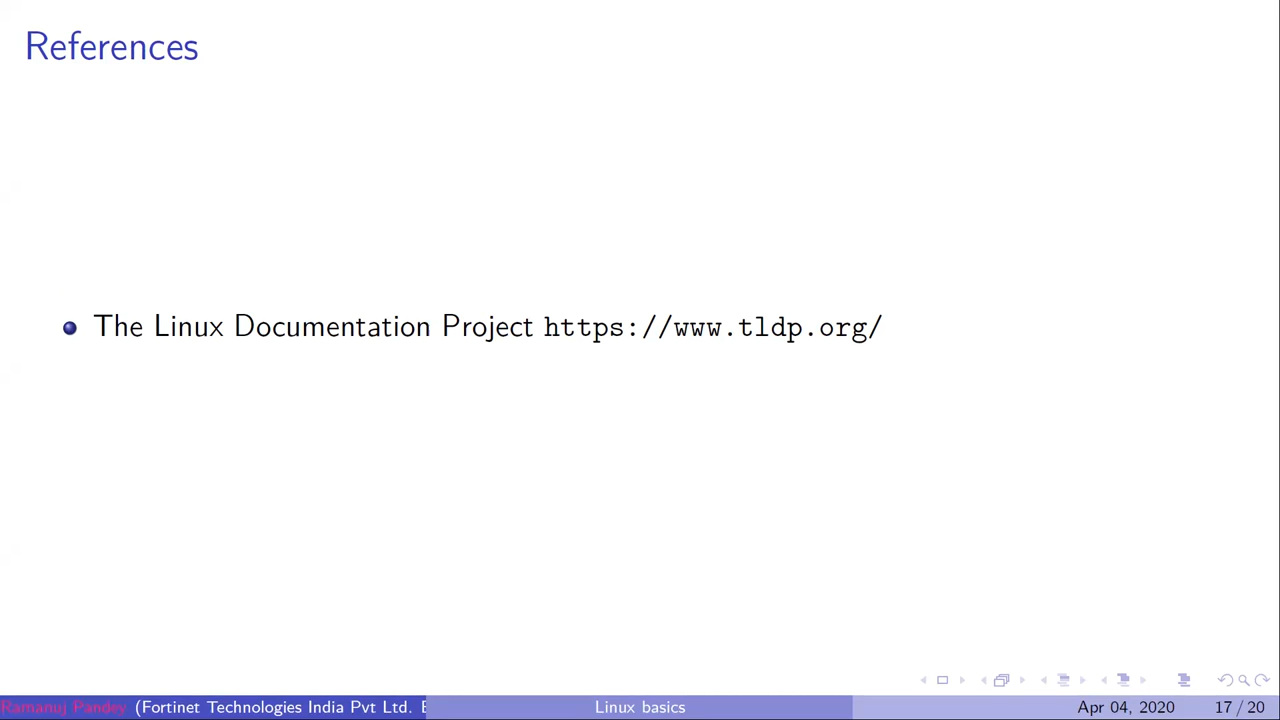 References
The Linux Documentation Project https://www.tldp.org/
Ramanuj Pandey (Fortinet Technologies India Pvt Ltd. E
Linux basics
Apr 04, 2020
17 / 20